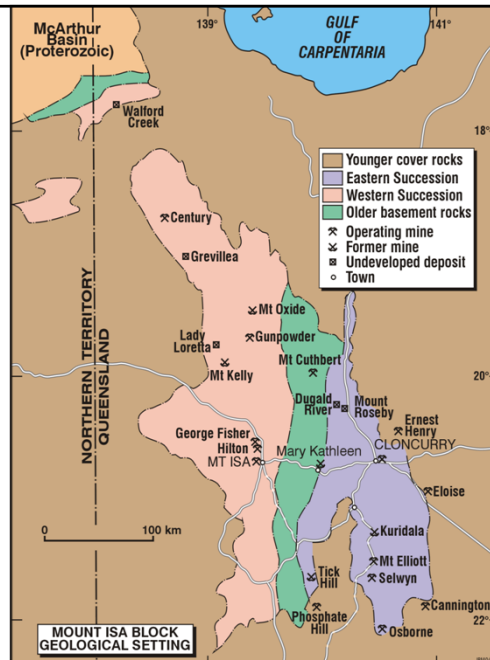 139°
141°
McArthur
Basin
(Proterozoic)
GULF
OF
CARPENTARIA
Walford
Creek
18°
Younger cover rocks
Eastern Succession
Western Succession
Older basement rocks
Operating mine
Former mine
Undeveloped deposit
Town
Century
Grevillea
Mt Oxide
Lady
Loretta
Gunpowder
Mt Kelly
Mt Cuthbert
20°
NORTHERN TERRITORY
QUEENSLAND
Dugald
River
Mount
Roseby
Ernest
Henry
George Fisher
Hilton
MT ISA
Mary Kathleen
CLONCURRY
Eloise
0
100 km
Kuridala
Mt Elliott
Selwyn
Tick
Hill
Phosphate
Hill
Cannington
Osborne
22°
MOUNT ISA BLOCK
GEOLOGICAL SETTING